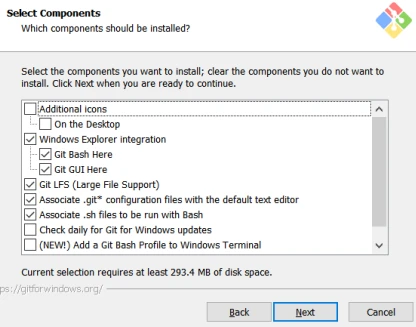 Select Components
Which components should be installed?
Select the components you want to install; clear the components you do not want to
install. Click Next when you are ready to continue.
Additional icons
On the Desktop
Windows Explorer integration
Git Bash Here
Git GUI Here
Git LFS (Large File Support)
Associate .git* configuration files with the default text editor
Associate .sh files to be run with Bash
Check daily for Git for Windows updates
(NEW!) Add a Git Bash Profile to Windows Terminal
Current selection requires at least 293.4 MB of disk space.
ps://gitforwindows.org/
Back
Next
Cancel